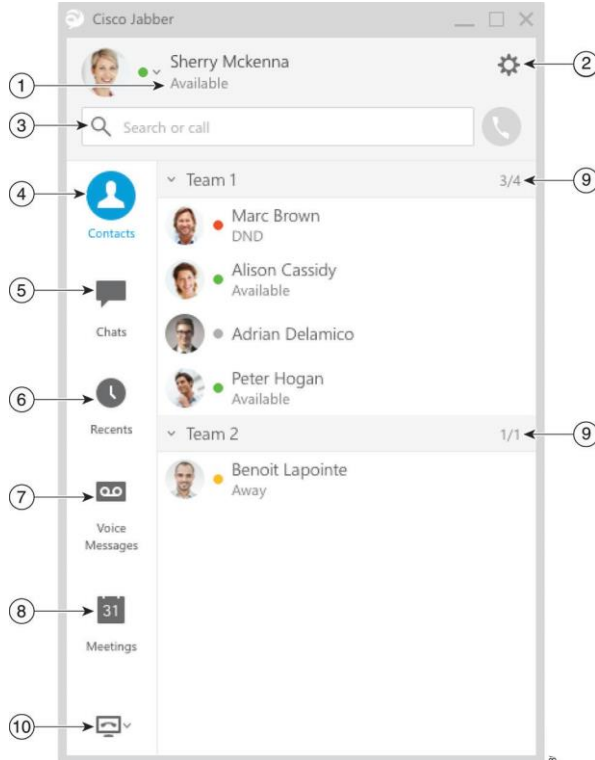 Cisco Jabber
Sherry Mckenna
1 Available
2
3 Search or call
4 Contacts
Team 1 3/4 9
Marc Brown
DND
Alison Cassidy
Available
5 Chats
Adrian Delamico
Peter Hogan
Available
6 Recents
Team 2 1/1 9
Benoit Lapointe
Away
7 Voice
Messages
8 31
Meetings
10